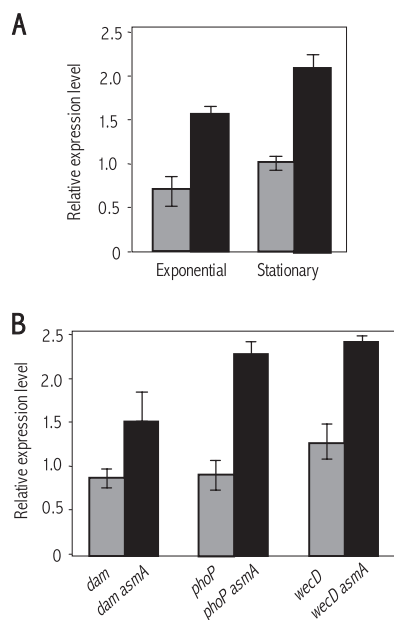 A
Relative expression level
2.5
2.0
1.5
1.0
0.5
0
Exponential Stationary
B
Relative expression level
2.5
2.0
1.5
1.0
0.5
0
dam
dam asmA
phoP
phoP asmA
wecD
wecD asmA